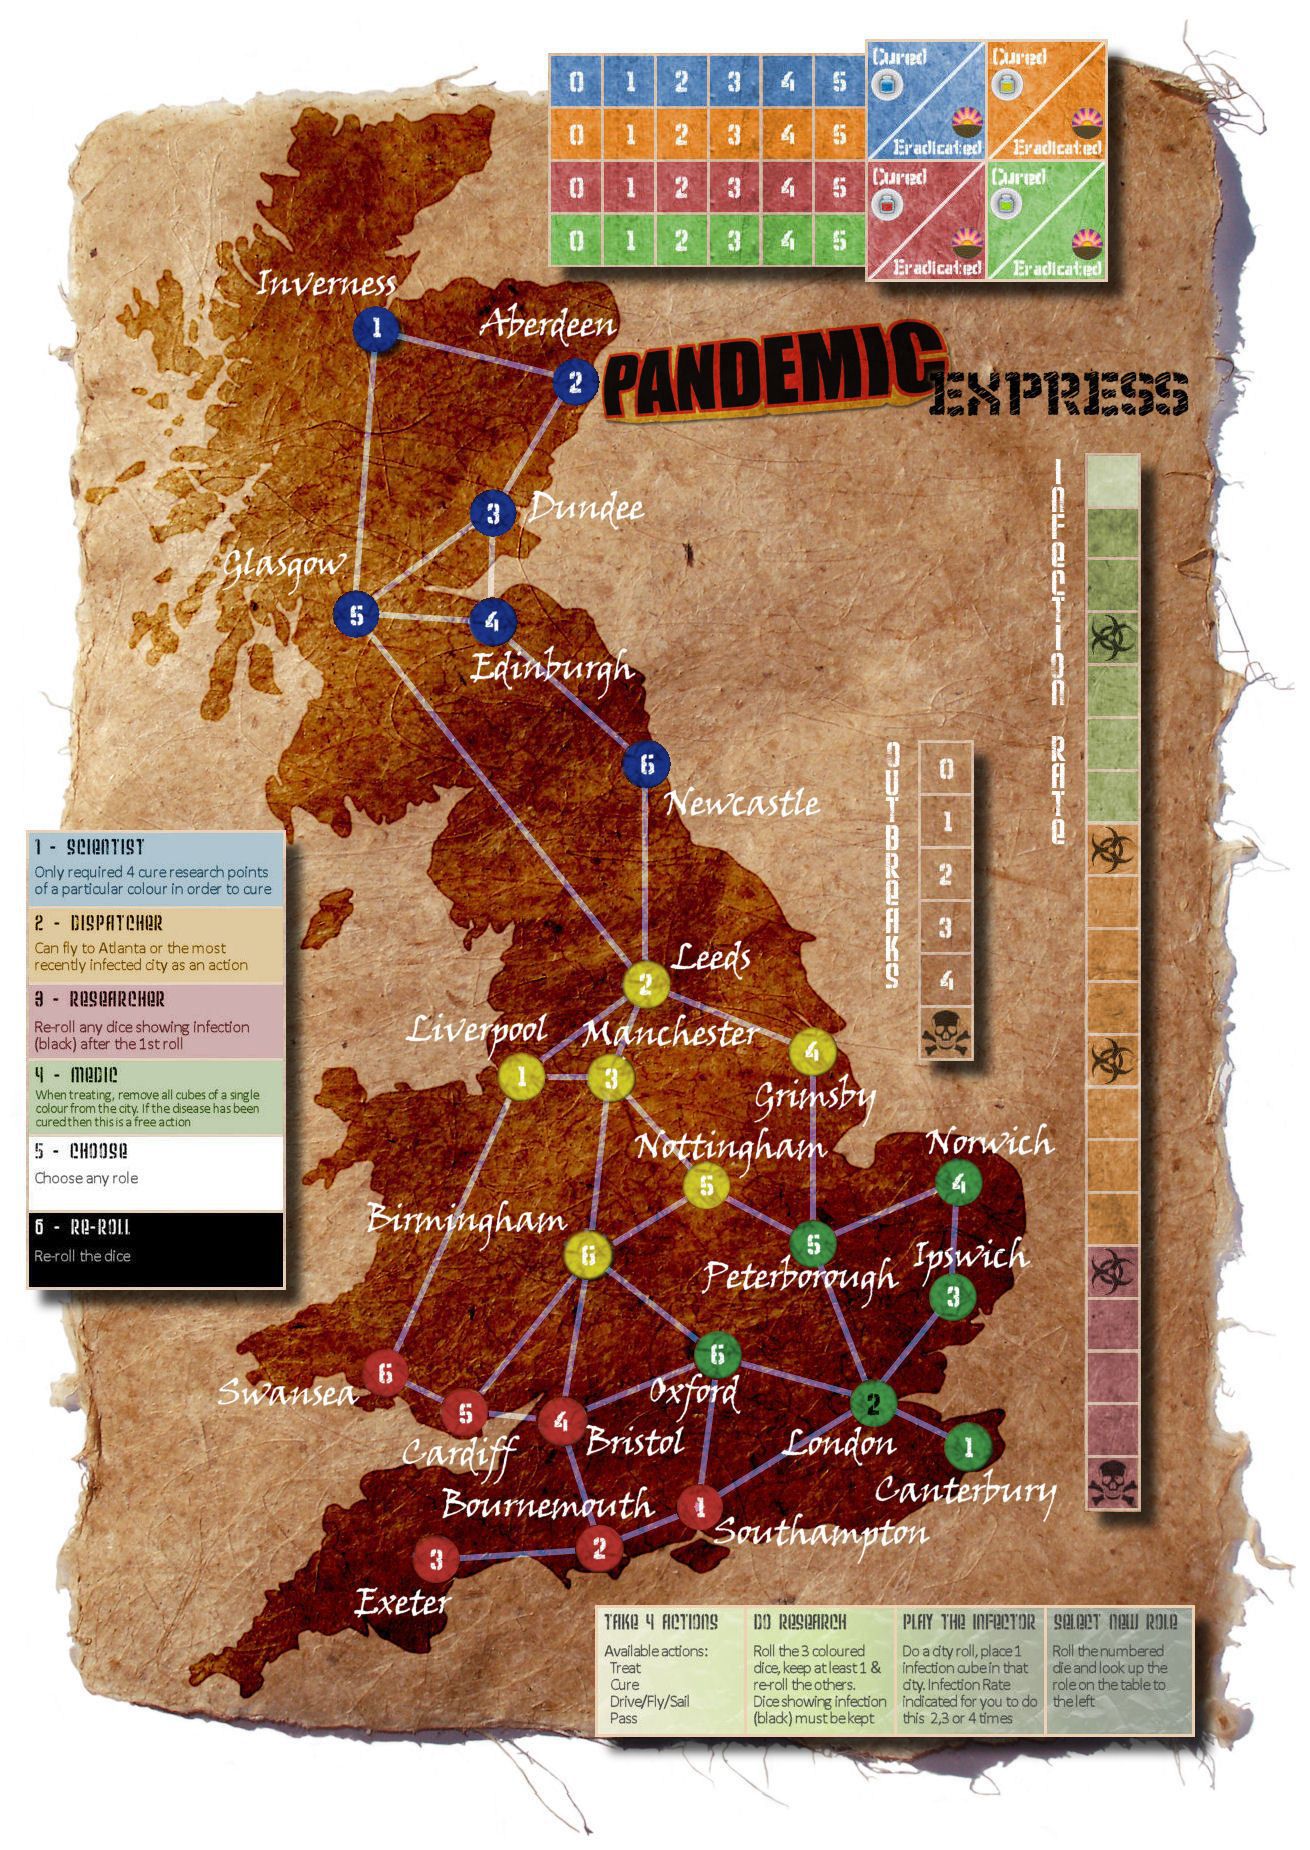 0 1 2 3 4 5
0 1 2 3 4 5
0 1 2 3 4 5
0 1 2 3 4 5
Cured
Eradicated
Cured
Eradicated
Cured
Eradicated
Cured
Eradicated
PANDEMIC
EXPRESS
Inverness
1
Aberdeen
2
3
Dundee
Glasgow
5
4
Edinburgh
6
Newcastle
INFECTION RATE
OUTBREAKS
0
1
2
3
4
1 - SCIENTIST
Only required 4 cure research points
of a particular colour in order to cure
2 - DISPATCHER
Can fly to Atlanta or the most
recently infected city as an action
3 - RESEARCHER
Re-roll any dice showing infection
(black) after the 1st roll
4 - MEDIC
When treating, remove all cubes of a single
colour from the city. If the disease has been
cured then this is a free action
5 - CHOOSE
Choose any role
6 - RE-ROLL
Re-roll the dice
Leeds
2
Liverpool
1
Manchester
3
4
Grimsby
Nottingham
5
Norwich
4
Birmingham
6
5
Peterborough
Ipswich
3
6
Swansea
5
Cardiff
4
Bristol
6
Oxford
2
London
1
Canterbury
Bournemouth
2
1
Southampton
3
Exeter
TAKE 4 ACTIONS
Available actions:
Treat
Cure
Drive/Fly/Sail
Pass
DO RESEARCH
Roll the 3 coloured
dice, keep at least 1 &
re-roll the others.
Dice showing infection
(black) must be kept
PLAY THE INFECTOR
Do a city roll, place 1
infection cube in that
city. Infection Rate
indicated for you to do
this 2,3 or 4 times
SELECT NEW ROLE
Roll the numbered
die and look up the
role on the table to
the left